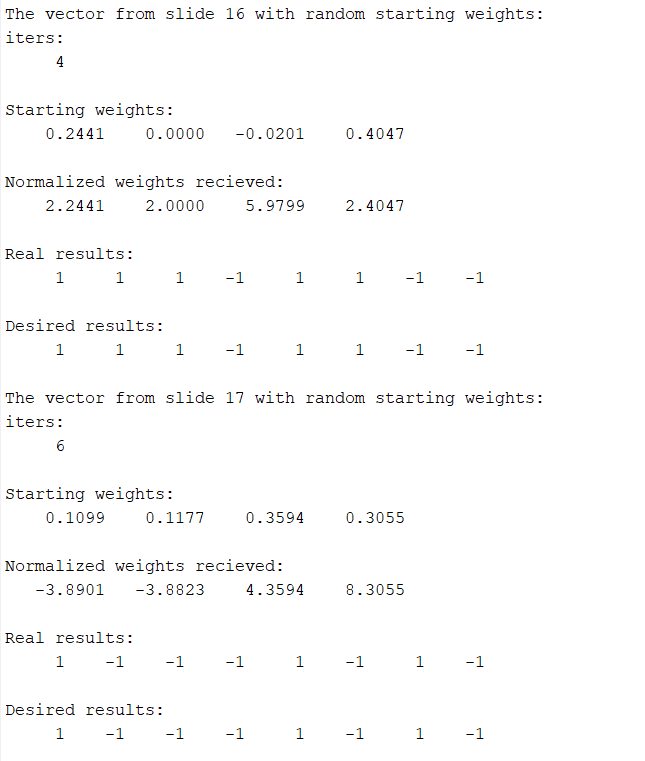 The vector from slide 16 with random starting weights:
iters:
4
Starting weights:
0.2441 0.0000 -0.0201 0.4047
Normalized weights recieved:
2.2441 2.0000 5.9799 2.4047
Real results:
1 1 1 -1 1 1 -1 -1
Desired results:
1 1 1 -1 1 1 -1 -1
The vector from slide 17 with random starting weights:
iters:
6
Starting weights:
0.1099 0.1177 0.3594 0.3055
Normalized weights recieved:
-3.8901 -3.8823 4.3594 8.3055
Real results:
1 -1 -1 -1 1 -1 1 -1
Desired results:
1 -1 -1 -1 1 -1 1 -1